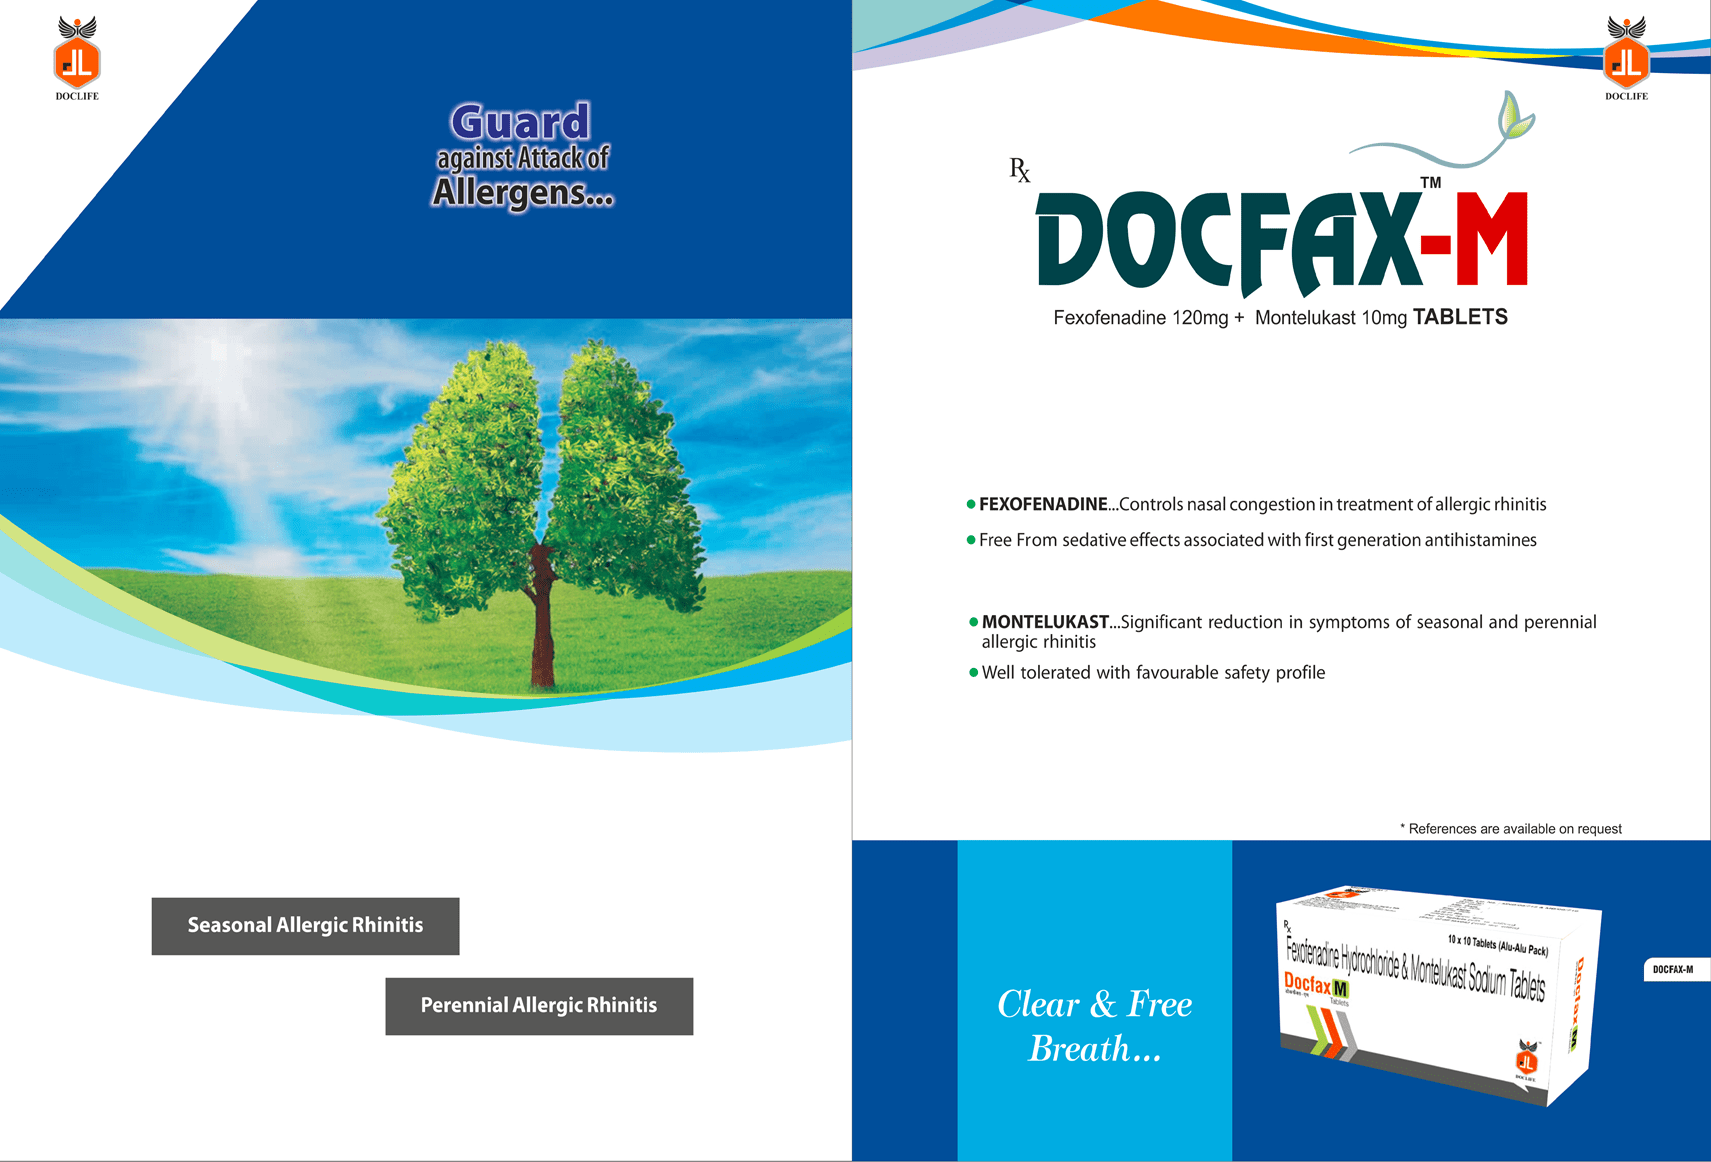 DOCLIFE
Guard
against Attack of
Allergens...
Seasonal Allergic Rhinitis
Perennial Allergic Rhinitis
DOCLIFE
Rx
DOCFAX-M™
Fexofenadine 120mg + Montelukast 10mg TABLETS
FEXOFENADINE...Controls nasal congestion in treatment of allergic rhinitis
Free From sedative effects associated with first generation antihistamines
MONTELUKAST...Significant reduction in symptoms of seasonal and perennial
allergic rhinitis
Well tolerated with favourable safety profile
* References are available on request
Clear & Free
Breath...
Rx
10 x 10 Tablets (Alu-Alu Pack)
Fexofenadine Hydrochloride & Montelukast Sodium Tablets
Docfax M
Tablets
DOCLIFE
Docfax M
DOCFAX-M